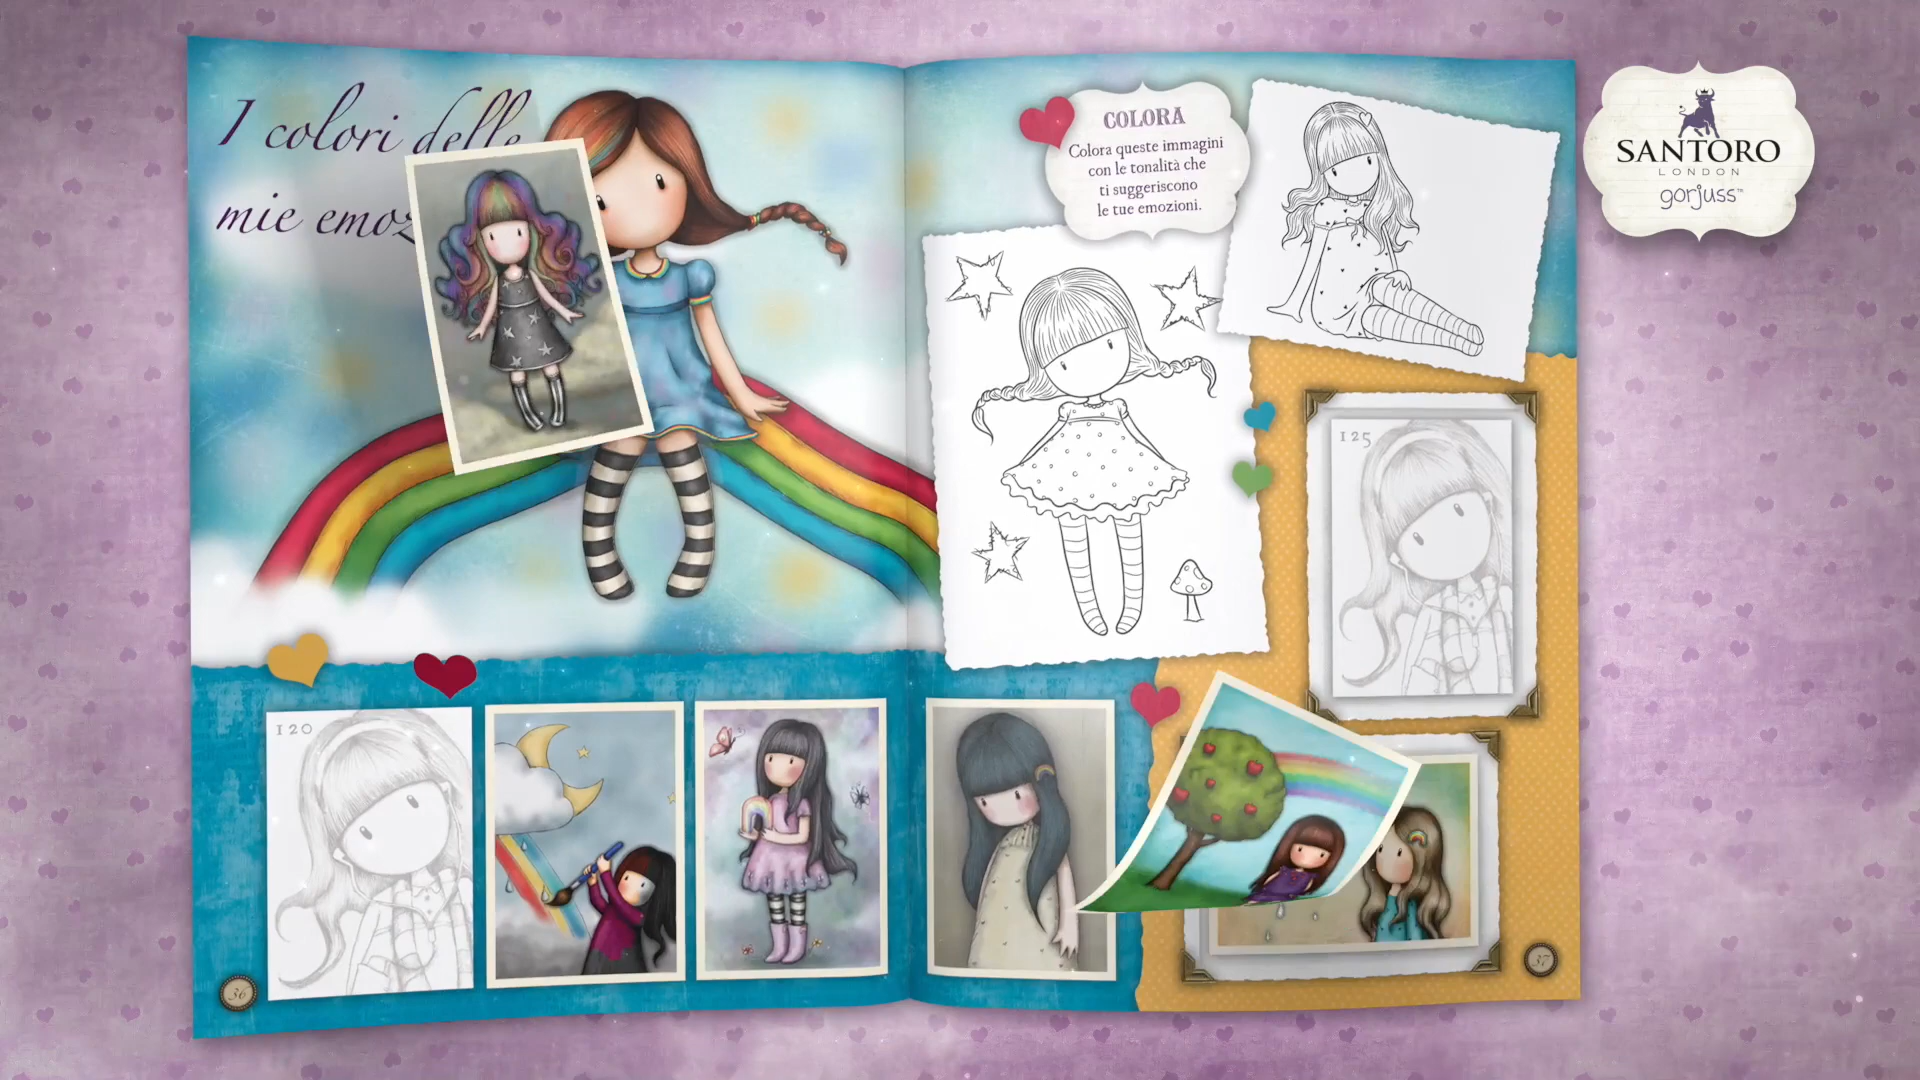 I colori delle
mie
COLORA
Colora queste immagini
con le tonalità che
ti suggeriscono
le tue emozioni.
SANTORO
LONDON
gorjuss™
125
120
36
37